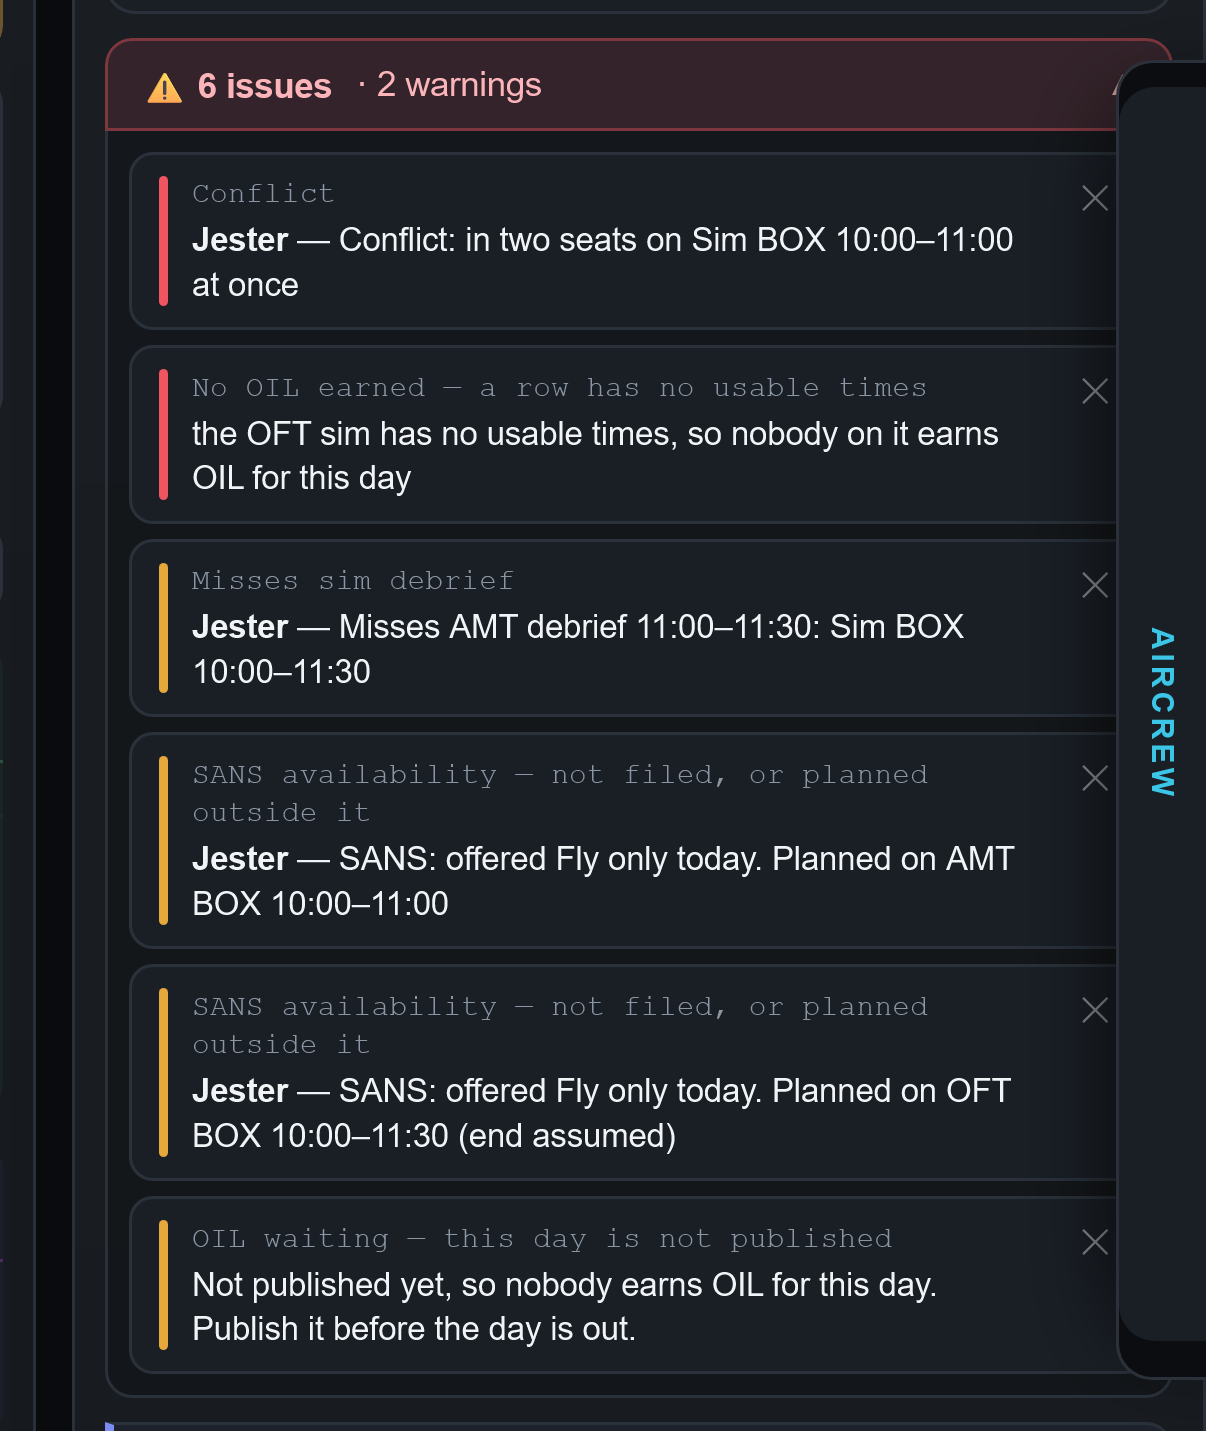 6 issues · 2 warnings
Conflict
Jester — Conflict: in two seats on Sim BOX 10:00–11:00
at once
No OIL earned — a row has no usable times
the OFT sim has no usable times, so nobody on it earns
OIL for this day
Misses sim debrief
Jester — Misses AMT debrief 11:00–11:30: Sim BOX
10:00–11:30
SANS availability — not filed, or planned
outside it
Jester — SANS: offered Fly only today. Planned on AMT
BOX 10:00–11:00
SANS availability — not filed, or planned
outside it
Jester — SANS: offered Fly only today. Planned on OFT
BOX 10:00–11:30 (end assumed)
OIL waiting — this day is not published
Not published yet, so nobody earns OIL for this day.
Publish it before the day is out.
AIRCREW